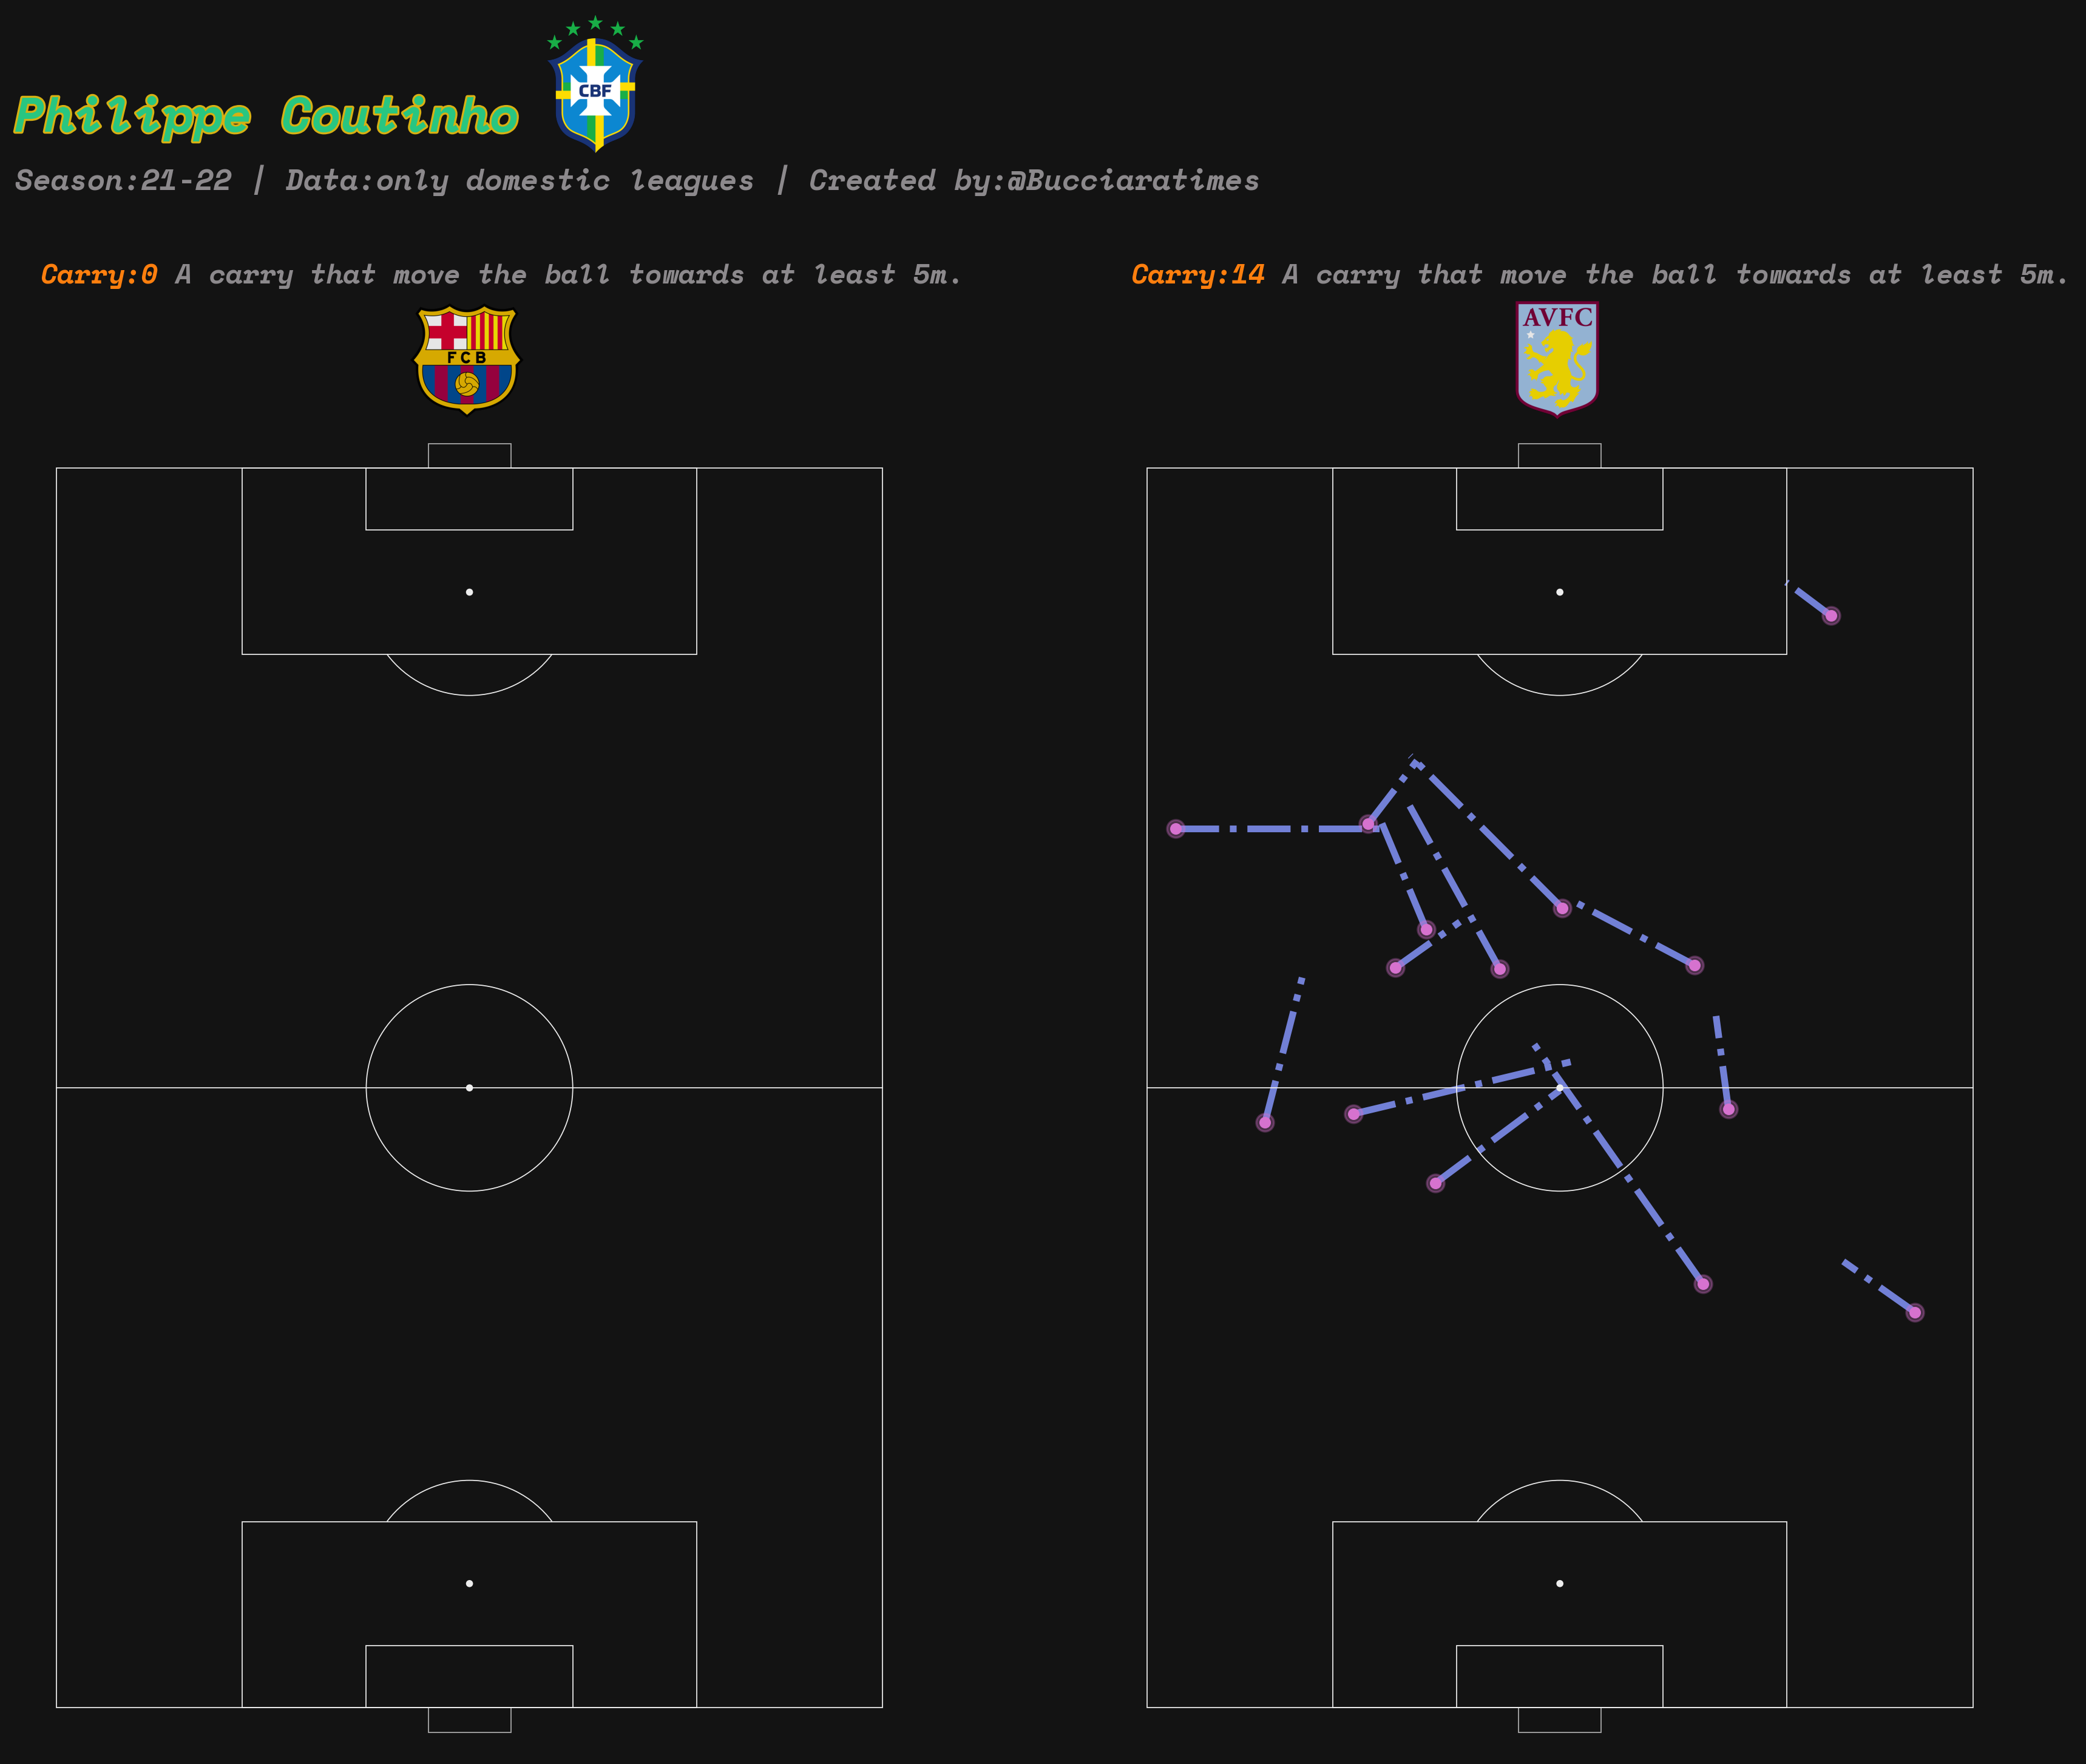 CBF
Philippe Coutinho
Season:21-22 | Data:only domestic leagues | Created by:@Bucciaratimes
Carry:0 A carry that move the ball towards at least 5m.
Carry:14 A carry that move the ball towards at least 5m.
FCB
AVFC